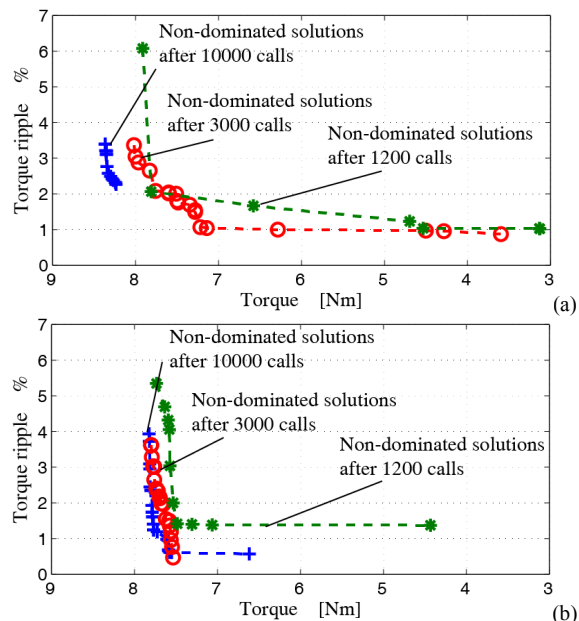 7
6
5
4
3
2
1
0
Torque ripple %
Non-dominated solutions
after 10000 calls
Non-dominated solutions
after 3000 calls
Non-dominated solutions
after 1200 calls
9 8 7 6 5 4 3
Torque [Nm]
(a)
7
6
5
4
3
2
1
0
Torque ripple %
Non-dominated solutions
after 10000 calls
Non-dominated solutions
after 3000 calls
Non-dominated solutions
after 1200 calls
9 8 7 6 5 4 3
Torque [Nm]
(b)